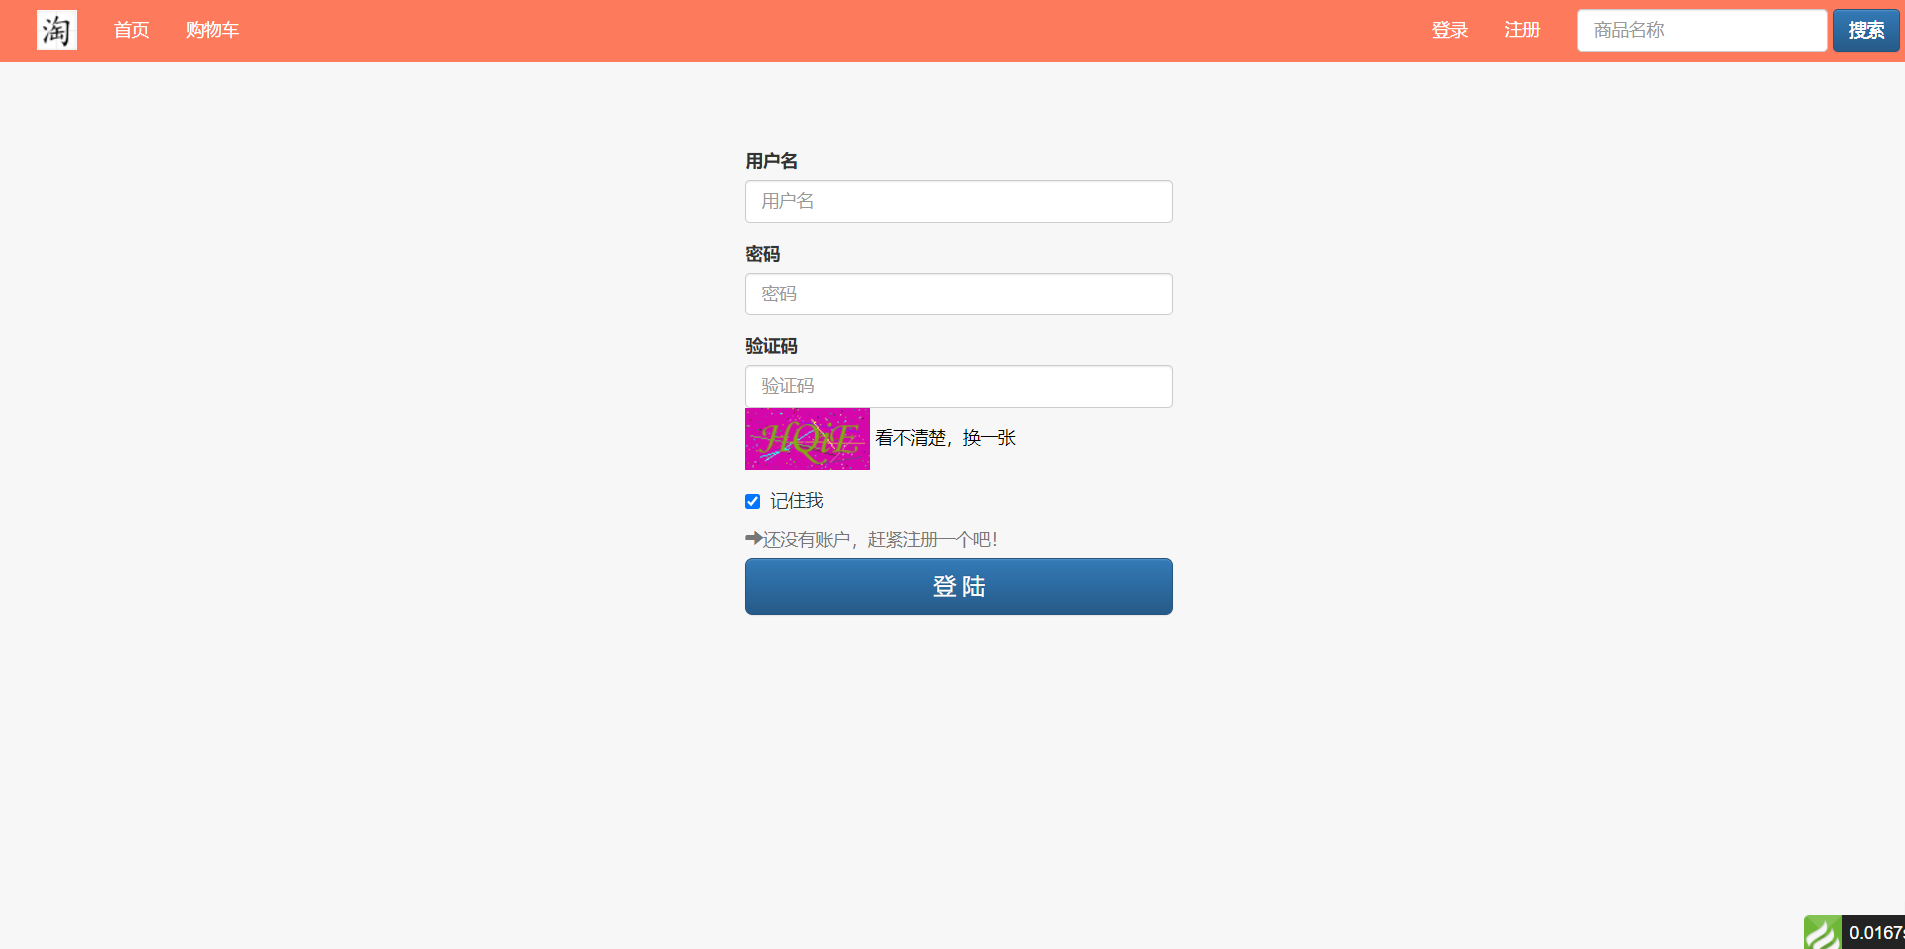 淘 首页 购物车 登录 注册 商品名称 搜索
用户名
用户名
密码
密码
验证码
验证码
HQiE 看不清楚，换一张
记住我
还没有账户，赶紧注册一个吧！
登 陆
0.0167s